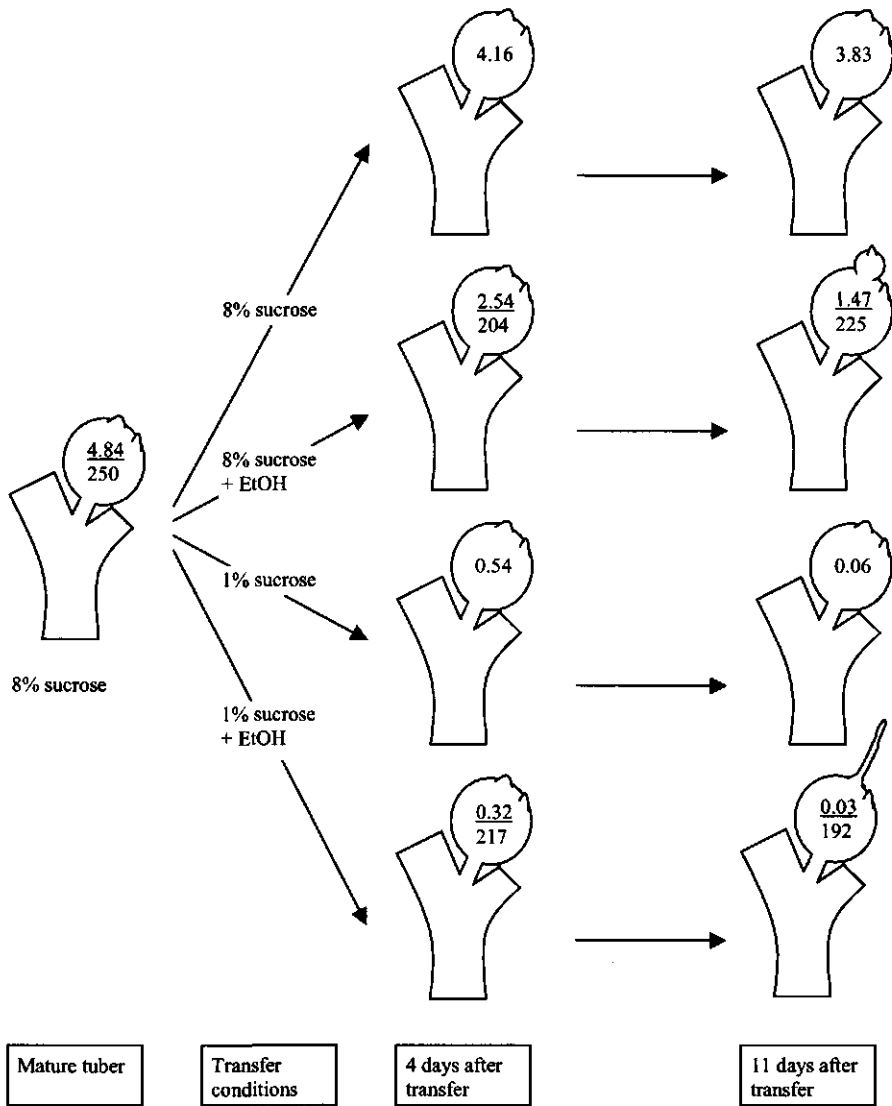 4.16
3.83
8% sucrose
2.54
204
1.47
225
4.84
250
8% sucrose
+ EtOH
1% sucrose
0.54
0.06
8% sucrose
1% sucrose
+ EtOH
0.32
217
0.03
192
Mature tuber
Transfer
conditions
4 days after
transfer
11 days after
transfer